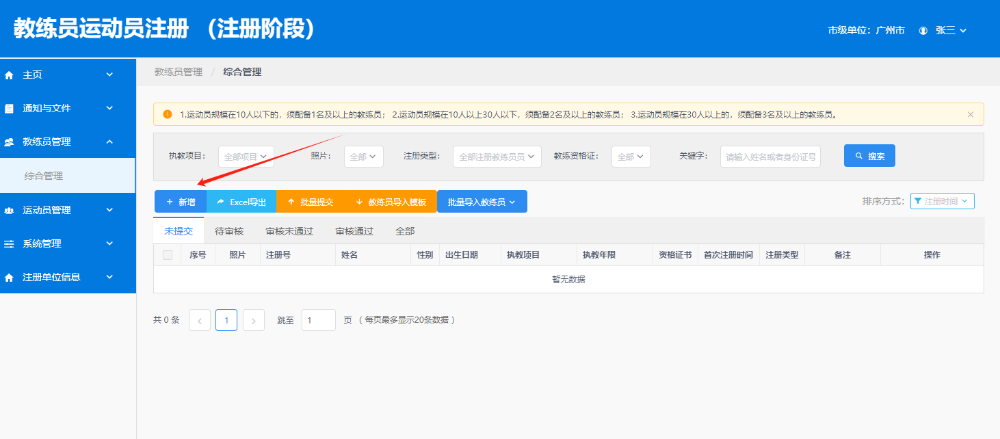 教练员运动员注册 （注册阶段）
市级单位：广州市 张三
主页
通知与文件
教练员管理
综合管理
运动员管理
系统管理
注册单位信息
教练员管理 / 综合管理
1.运动员规模在10人以下的，须配备1名及以上的教练员； 2.运动员规模在10人以上30人以下，须配备2名及以上的教练员； 3.运动员规模在30人以上的，须配备3名及以上的教练员。
执教项目： 全部项目 照片： 全部 注册类型： 全部注册教练员员 教练资格证： 全部 关键字： 请输入姓名或者身份证号 搜索
新增 Excel导出 批量提交 教练员导入模板 批量导入教练员 排序方式： 注册时间
未提交 待审核 审核未通过 审核通过 全部
序号 照片 注册号 姓名 性别 出生日期 执教项目 执教年限 资格证书 首次注册时间 注册类型 备注 操作
暂无数据
共 0 条 1 跳至 1 页 （ 每页最多显示20条数据 ）